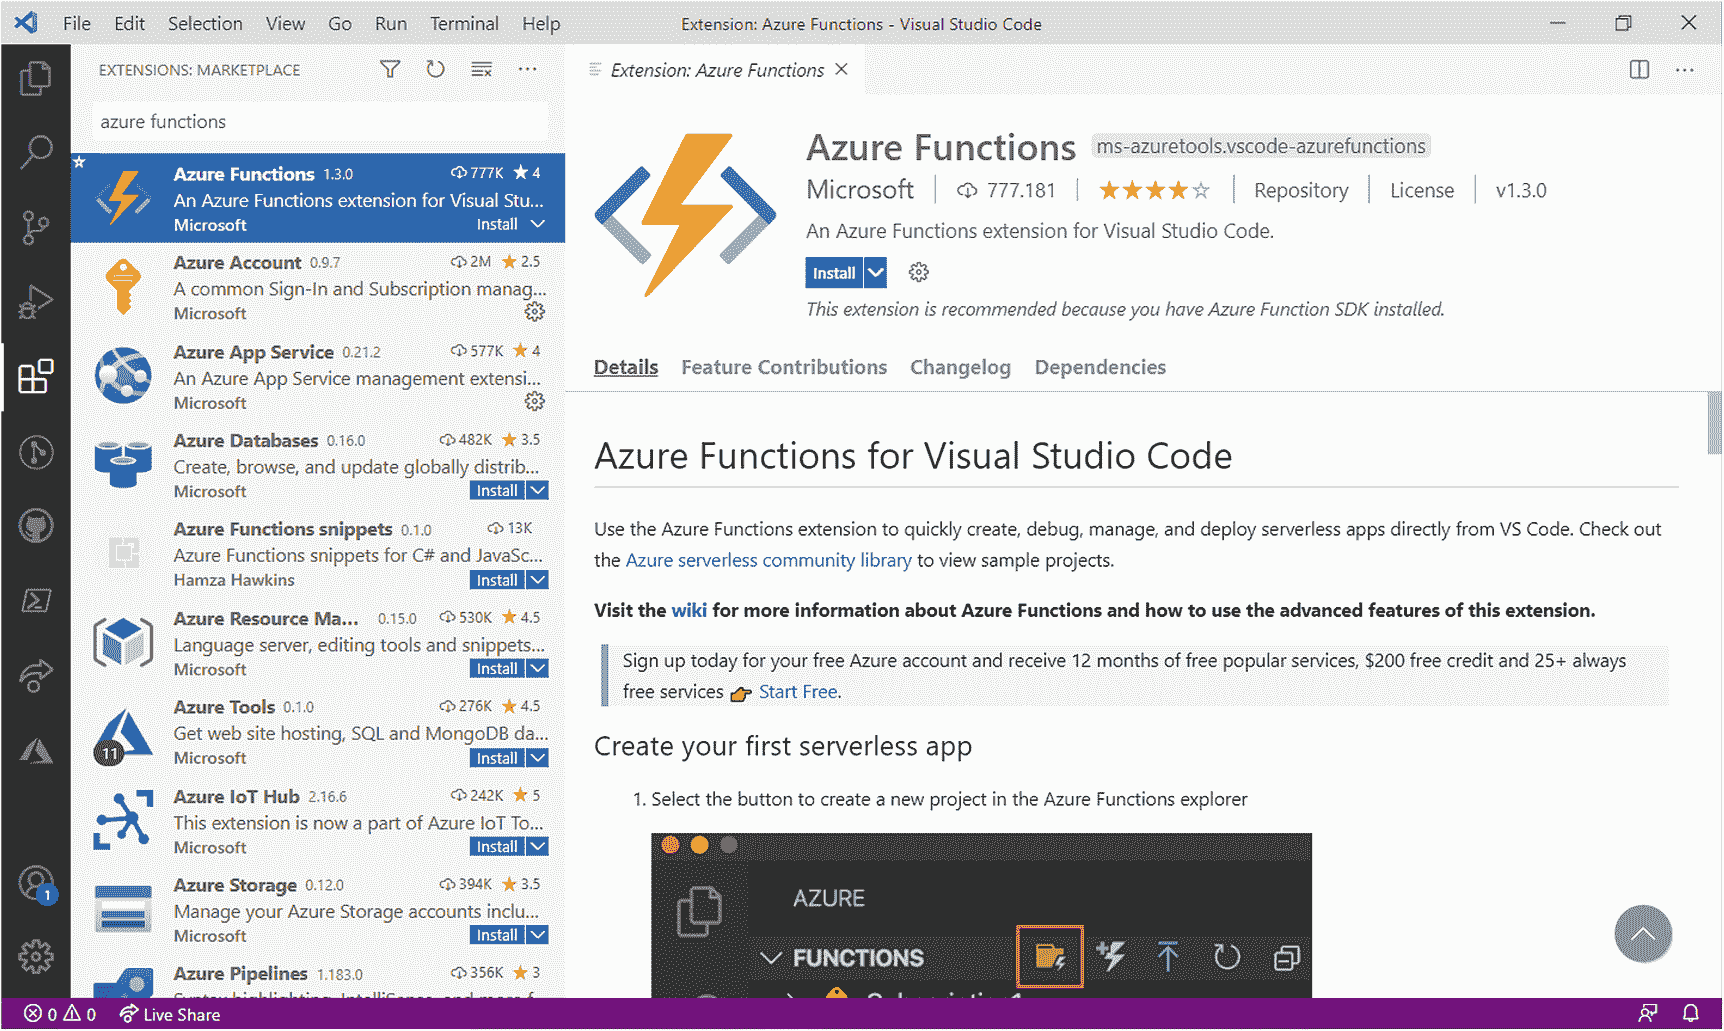 File Edit Selection View Go Run Terminal Help
Extension: Azure Functions - Visual Studio Code
EXTENSIONS: MARKETPLACE
azure functions
Azure Functions 1.3.0 777K 4
An Azure Functions extension for Visual Stu...
Microsoft Install
Azure Account 0.9.7 2M 2.5
A common Sign-In and Subscription manag...
Microsoft
Azure App Service 0.21.2 577K 4
An Azure App Service management extensi...
Microsoft
Azure Databases 0.16.0 482K 3.5
Create, browse, and update globally distrib...
Microsoft Install
Azure Functions snippets 0.1.0 13K
Azure Functions snippets for C# and JavaSc...
Hamza Hawkins Install
Azure Resource Ma... 0.15.0 530K 4.5
Language server, editing tools and snippets...
Microsoft Install
Azure Tools 0.1.0 276K 4.5
Get web site hosting, SQL and MongoDB da...
11
Microsoft Install
Azure IoT Hub 2.16.6 242K 5
This extension is now a part of Azure IoT To...
Microsoft Install
Azure Storage 0.12.0 394K 3.5
Manage your Azure Storage accounts inclu...
Microsoft Install
Azure Pipelines 1.183.0 356K 3
1
Extension: Azure Functions
Azure Functions ms-azuretools.vscode-azurefunctions
Microsoft 777.181 Repository License v1.3.0
An Azure Functions extension for Visual Studio Code.
Install
This extension is recommended because you have Azure Function SDK installed.
Details Feature Contributions Changelog Dependencies
Azure Functions for Visual Studio Code
Use the Azure Functions extension to quickly create, debug, manage, and deploy serverless apps directly from VS Code. Check out
the Azure serverless community library to view sample projects.
Visit the wiki for more information about Azure Functions and how to use the advanced features of this extension.
Sign up today for your free Azure account and receive 12 months of free popular services, $200 free credit and 25+ always
free services 👉 Start Free.
Create your first serverless app
1. Select the button to create a new project in the Azure Functions explorer
AZURE
FUNCTIONS
0 0 Live Share